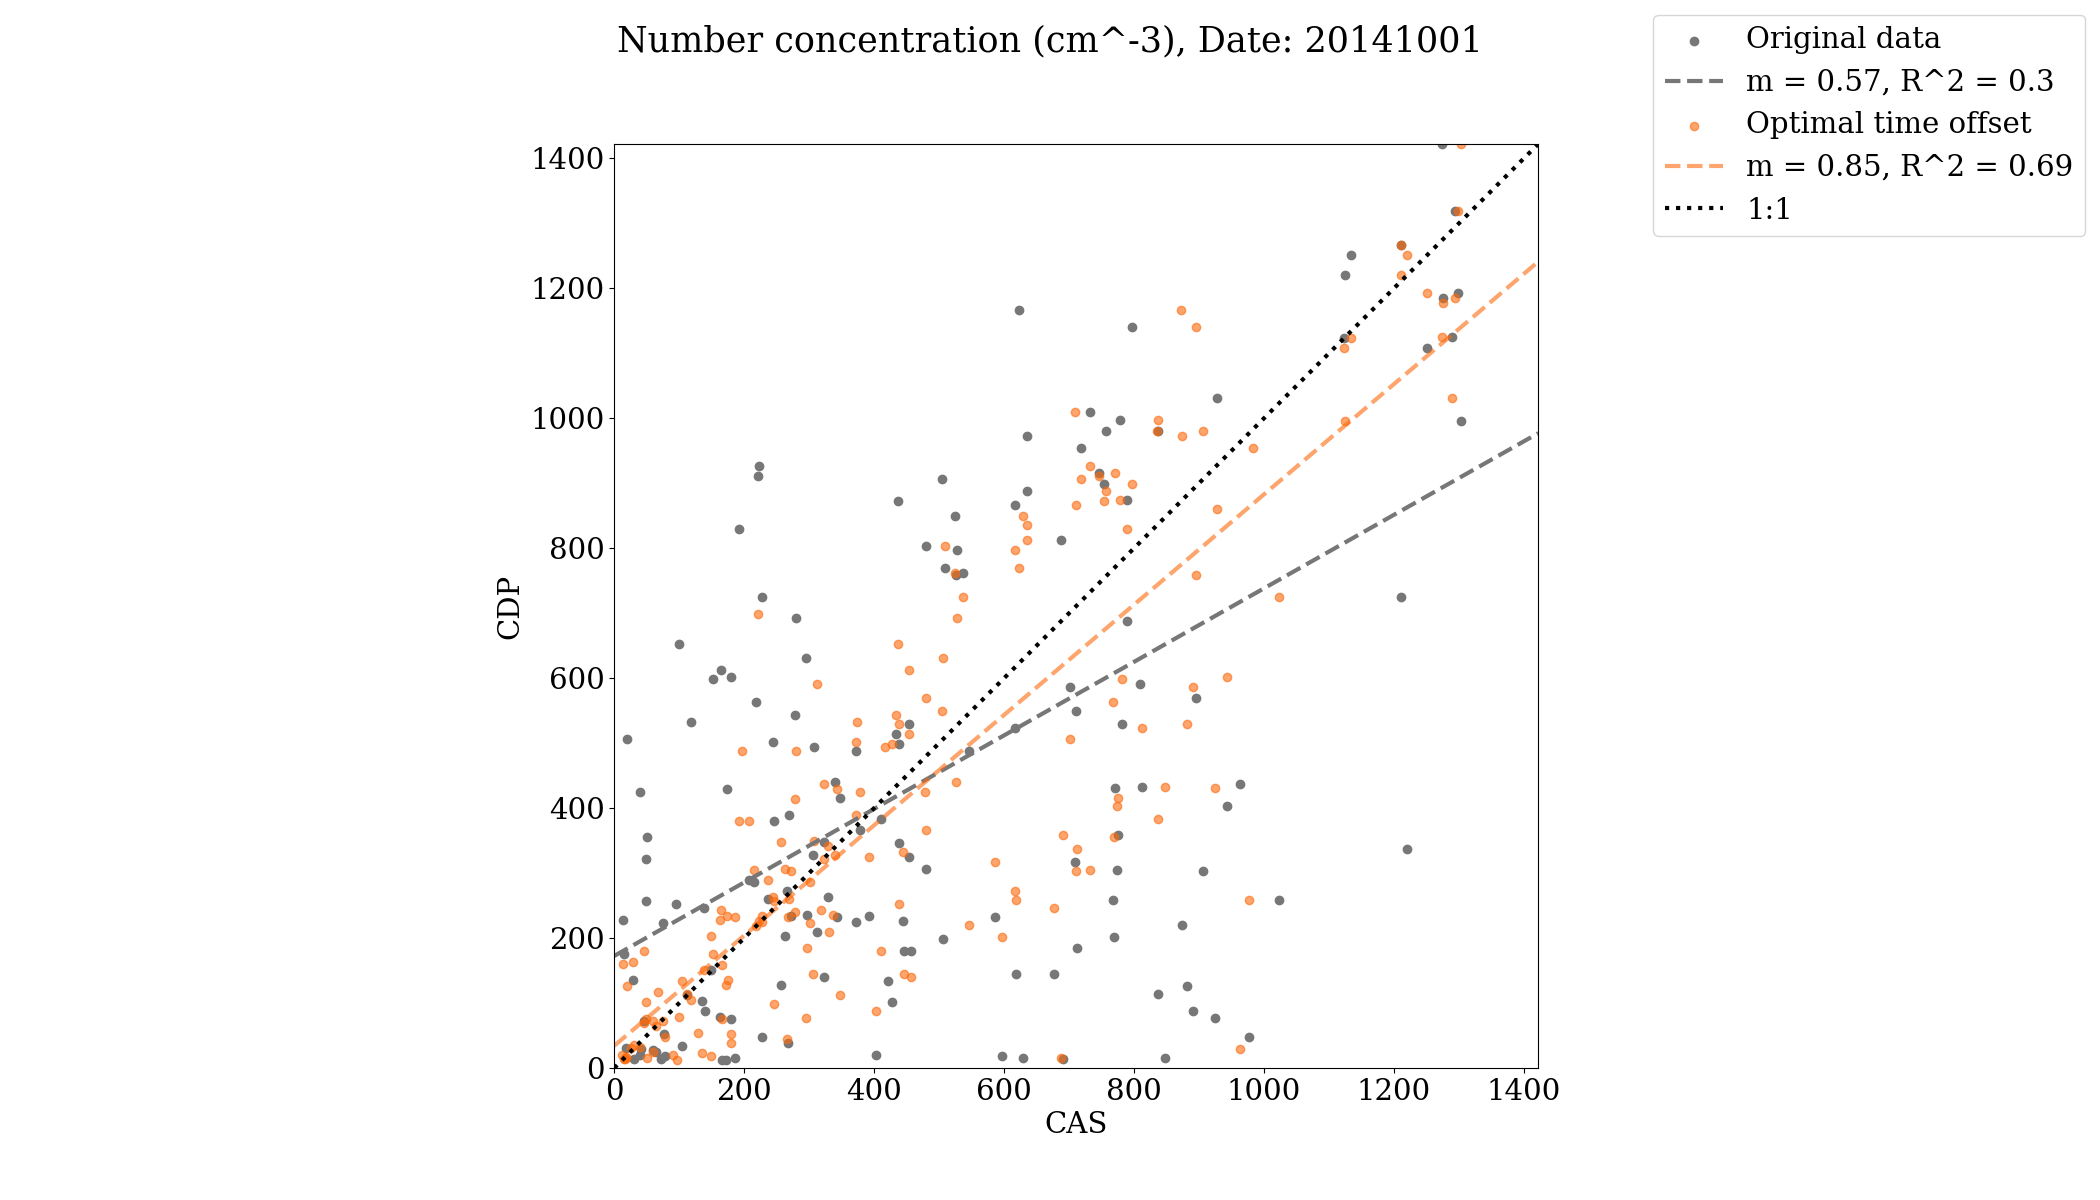 Number concentration (cm^-3), Date: 20141001
Original data
m = 0.57, R^2 = 0.3
Optimal time offset
m = 0.85, R^2 = 0.69
1:1
1400
1200
1000
800
600
400
200
0
CDP
0 200 400 600 800 1000 1200 1400
CAS